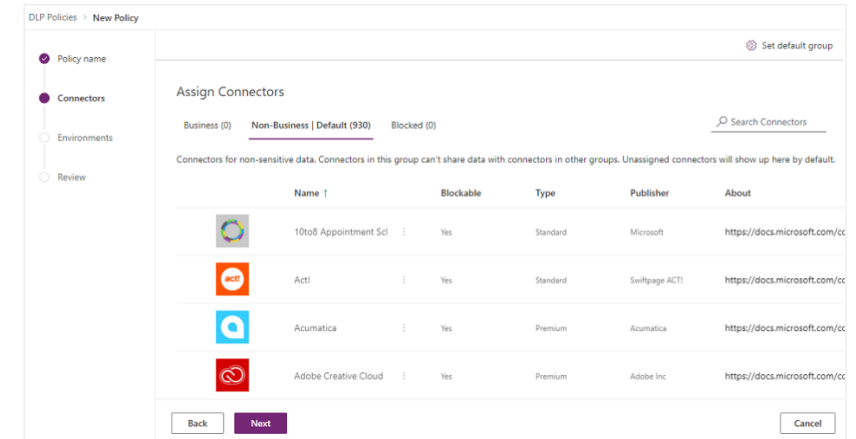 DLP Policies > New Policy
Set default group
Policy name
Connectors
Environments
Review
Assign Connectors
Business (0) Non-Business | Default (930) Blocked (0) Search Connectors
Connectors for non-sensitive data. Connectors in this group can't share data with connectors in other groups. Unassigned connectors will show up here by default.
Name ↑ Blockable Type Publisher About
10to8 Appointment Scl Yes Standard Microsoft https://docs.microsoft.com/cc
act!
Act! Yes Standard Swiftpage ACT! https://docs.microsoft.com/cc
Acumatica Yes Premium Acumatica https://docs.microsoft.com/cc
Adobe Creative Cloud Yes Premium Adobe Inc https://docs.microsoft.com/cc
Back Next Cancel